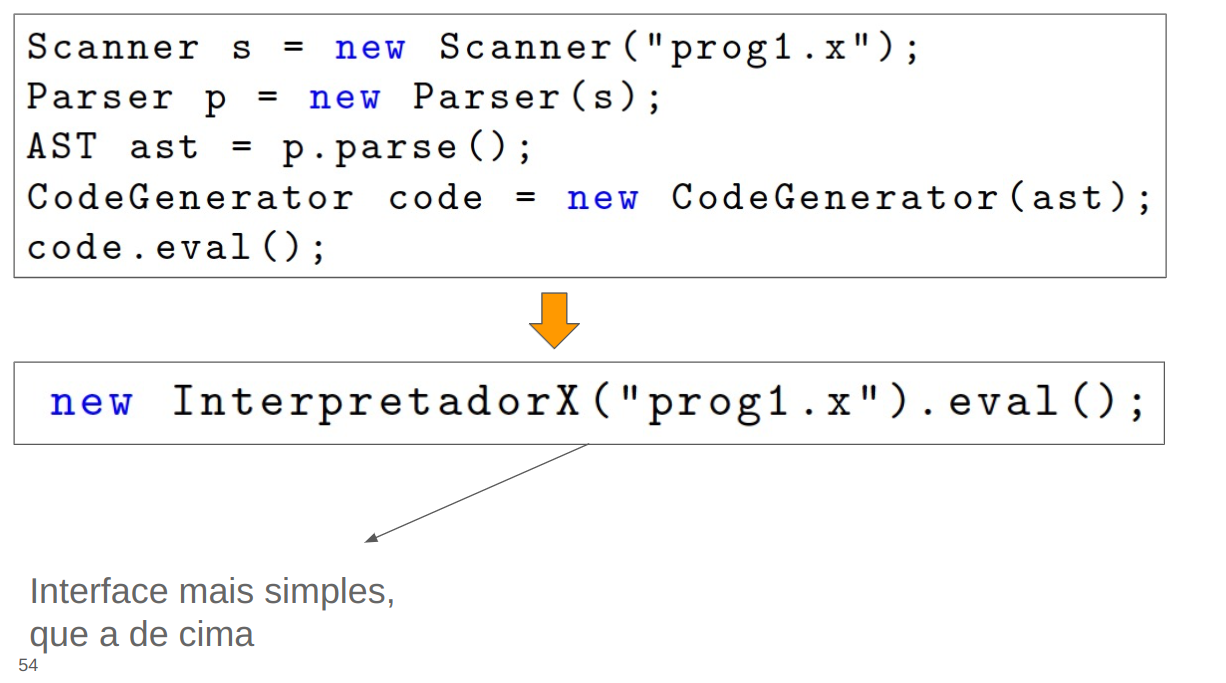 Scanner s = new Scanner("prog1.x");
Parser p = new Parser(s);
AST ast = p.parse();
CodeGenerator code = new CodeGenerator(ast);
code.eval();
new InterpretadorX("prog1.x").eval();
Interface mais simples,
que a de cima
54